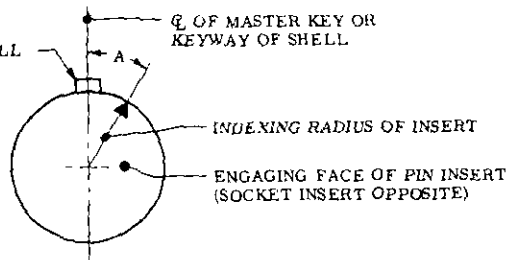 ℄ OF MASTER KEY OR
KEYWAY OF SHELL
LL
A
INDEXING RADIUS OF INSERT
ENGAGING FACE OF PIN INSERT
(SOCKET INSERT OPPOSITE)